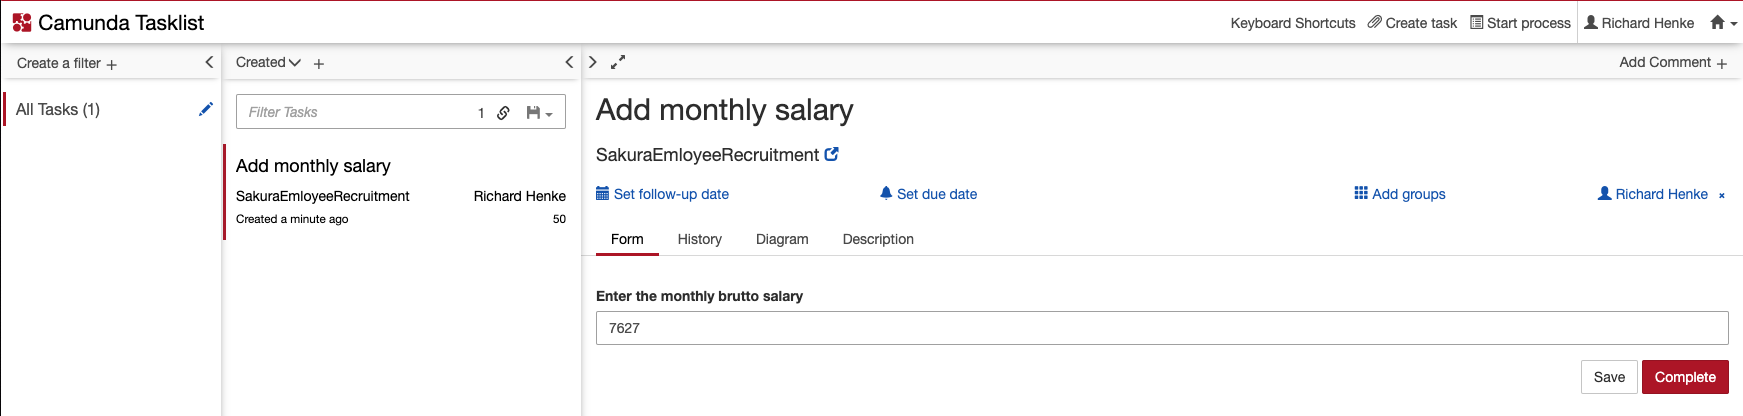 Camunda Tasklist
Keyboard Shortcuts Create task Start process Richard Henke
Create a filter +
Created +
Add Comment +
All Tasks (1)
Filter Tasks 1
Add monthly salary
SakuraEmloyeeRecruitment Richard Henke
Created a minute ago 50
Add monthly salary
SakuraEmloyeeRecruitment
Set follow-up date Set due date Add groups Richard Henke ×
Form History Diagram Description
Enter the monthly brutto salary
7627
Save Complete